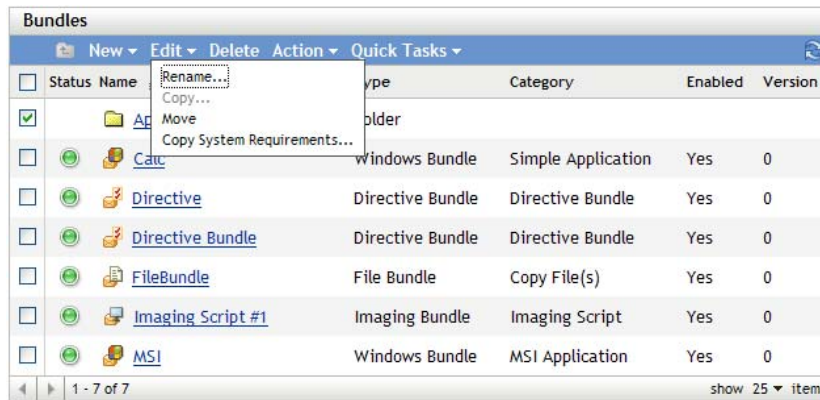 Bundles
New Edit Delete Action Quick Tasks
Status Name Type Category Enabled Version
Rename...
Copy...
Move
Copy System Requirements...
Calc Windows Bundle Simple Application Yes 0
Directive Directive Bundle Directive Bundle Yes 0
Directive Bundle Directive Bundle Directive Bundle Yes 0
FileBundle File Bundle Copy File(s) Yes 0
Imaging Script #1 Imaging Bundle Imaging Script Yes 0
MSI Windows Bundle MSI Application Yes 0
1 - 7 of 7 show 25 item